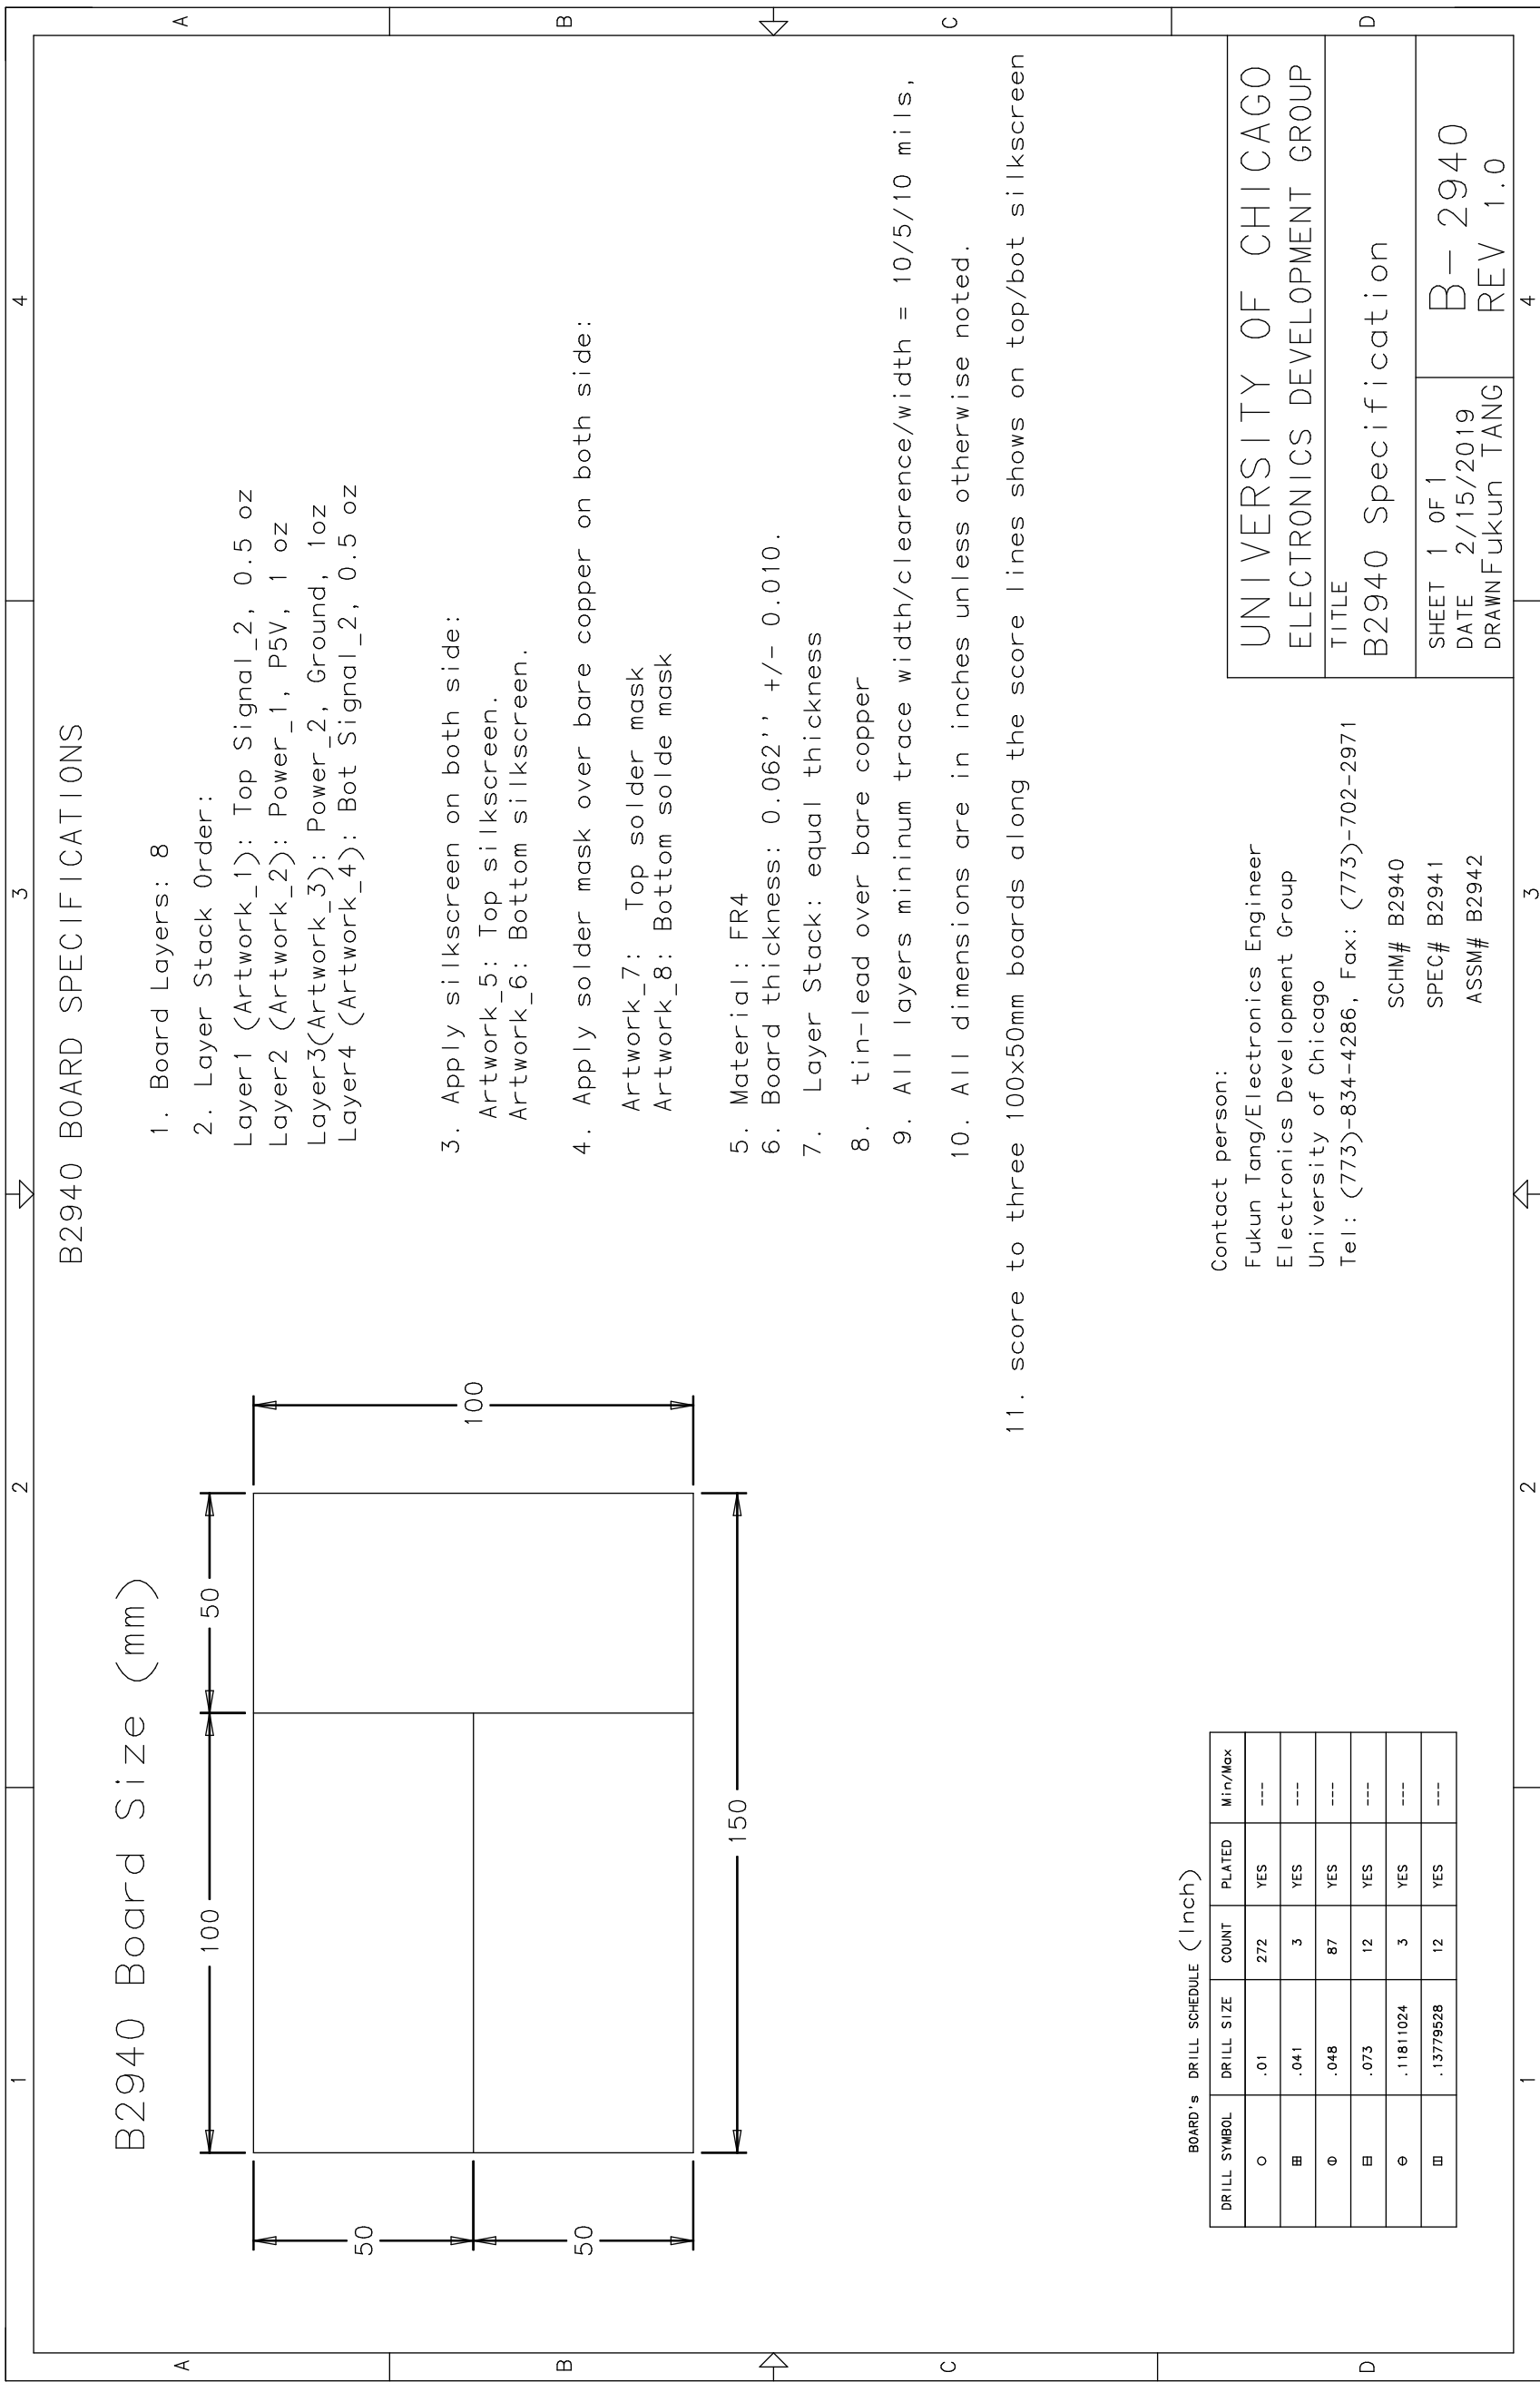 1
2
3
4
A
B
C
D
B2940 Board Size (mm)
100
50
50
50
100
150
B2940 BOARD SPECIFICATIONS
1. Board Layers: 8
2. Layer Stack Order:
Layer1 (Artwork_1): Top Signal_2, 0.5 oz
Layer2 (Artwork_2): Power_1, P5V, 1 oz
Layer3(Artwork_3): Power_2, Ground, 1oz
Layer4 (Artwork_4): Bot Signal_2, 0.5 oz
3. Apply silkscreen on both side:
Artwork_5: Top silkscreen.
Artwork_6: Bottom silkscreen.
4. Apply solder mask over bare copper on both side:
Artwork_7: Top solder mask
Artwork_8: Bottom solde mask
5. Material: FR4
6. Board thickness: 0.062'' +/- 0.010.
7. Layer Stack: equal thickness
8. tin-lead over bare copper
9. All layers mininum trace width/clearence/width = 10/5/10 mils,
10. All dimensions are in inches unless otherwise noted.
11. score to three 100x50mm boards along the score lines shows on top/bot silkscreen
BOARD's DRILL SCHEDULE (Inch)
DRILL SYMBOL DRILL SIZE COUNT PLATED Min/Max
.01 272 YES ---
.041 3 YES ---
.048 87 YES ---
.073 12 YES ---
.11811024 3 YES ---
.13779528 12 YES ---
Contact person:
Fukun Tang/Electronics Engineer
Electronics Development Group
University of Chicago
Tel: (773)-834-4286, Fax: (773)-702-2971
SCHM# B2940
SPEC# B2941
ASSM# B2942
UNIVERSITY OF CHICAGO
ELECTRONICS DEVELOPMENT GROUP
TITLE
B2940 Specification
SHEET 1 OF 1
DATE 2/15/2019
DRAWN Fukun TANG
B- 2940
REV 1.0
A
B
C
D
1
2
3
4